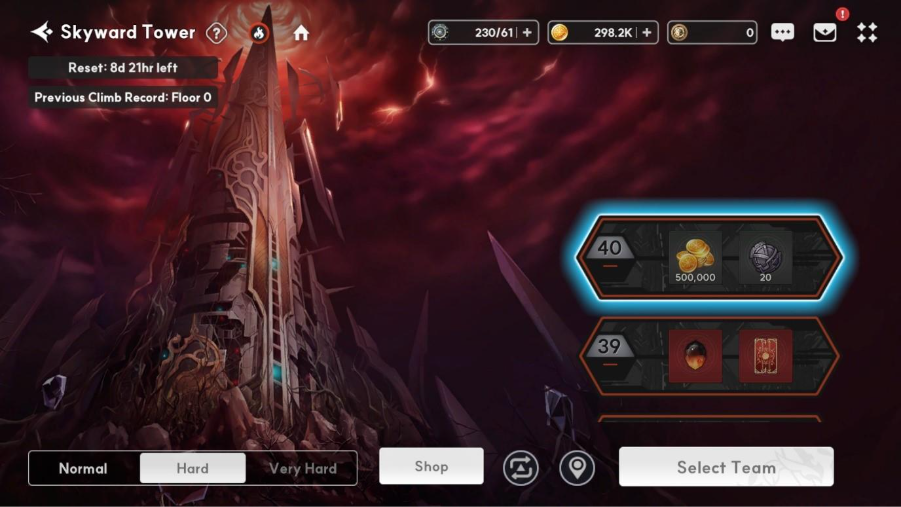 Skyward Tower ?
230/61 +
298.2K +
0
!
Reset: 8d 21hr left
Previous Climb Record: Floor 0
40
500,000
20
39
Normal
Hard
Very Hard
Shop
Select Team